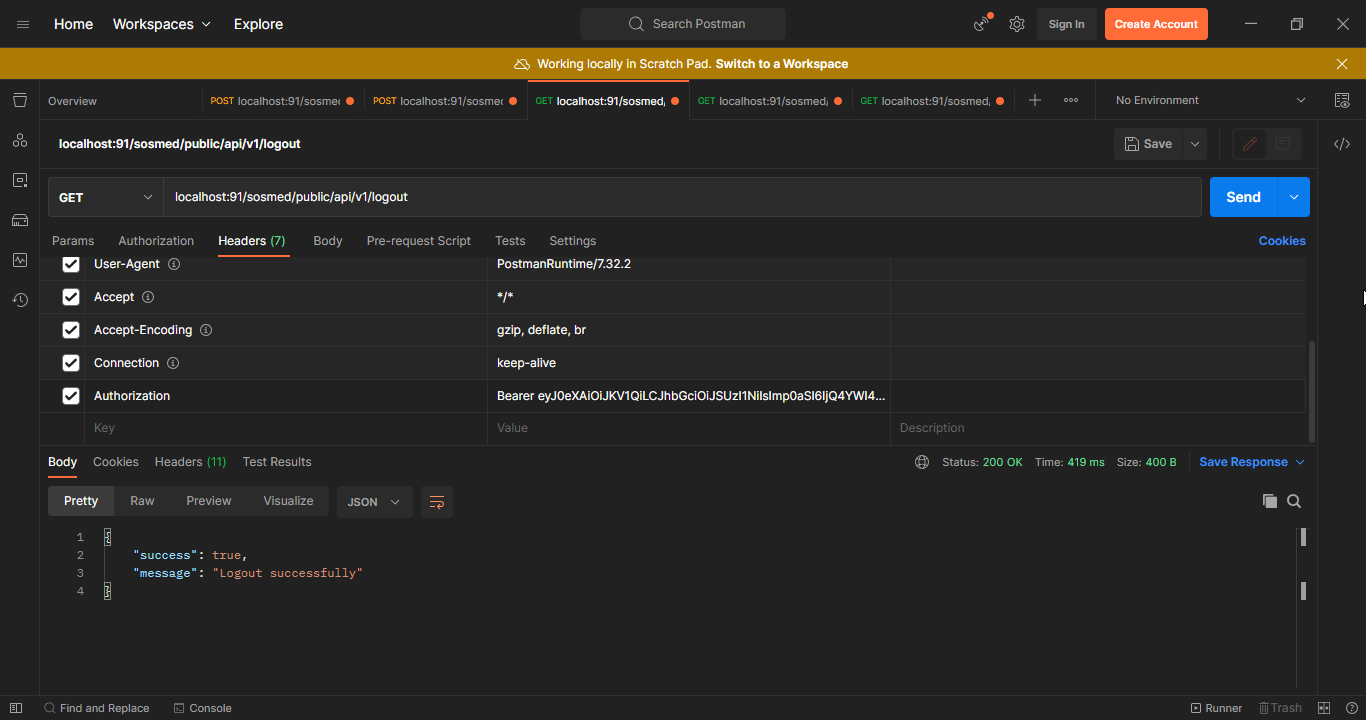 Home Workspaces Explore Search Postman Sign In Create Account
Working locally in Scratch Pad. Switch to a Workspace
Overview POST localhost:91/sosmed POST localhost:91/sosmed GET localhost:91/sosmed, GET localhost:91/sosmed, GET localhost:91/sosmed, No Environment
localhost:91/sosmed/public/api/v1/logout Save
GET localhost:91/sosmed/public/api/v1/logout Send
Params Authorization Headers (7) Body Pre-request Script Tests Settings Cookies
User-Agent PostmanRuntime/7.32.2
Accept */*
Accept-Encoding gzip, deflate, br
Connection keep-alive
Authorization Bearer eyJ0eXAiOiJKV1QiLCJhbGciOiJSUzI1NiIsImp0aSI6IjQ4YWI4...
Key Value Description
Body Cookies Headers (11) Test Results Status: 200 OK Time: 419 ms Size: 400 B Save Response
Pretty Raw Preview Visualize JSON
1 {
2 "success": true,
3 "message": "Logout successfully"
4 }
Find and Replace Console Runner Trash